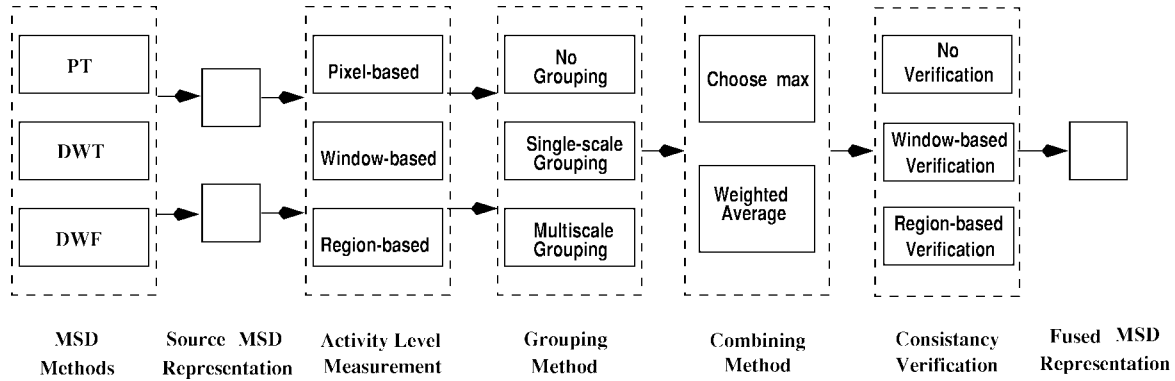 PT
DWT
DWF
Pixel-based
Window-based
Region-based
No
Grouping
Single-scale
Grouping
Multiscale
Grouping
Choose max
Weighted
Average
No
Verification
Window-based
Verification
Region-based
Verification
MSD
Methods
Source MSD
Representation
Activity Level
Measurement
Grouping
Method
Combining
Method
Consistancy
Verification
Fused MSD
Representation